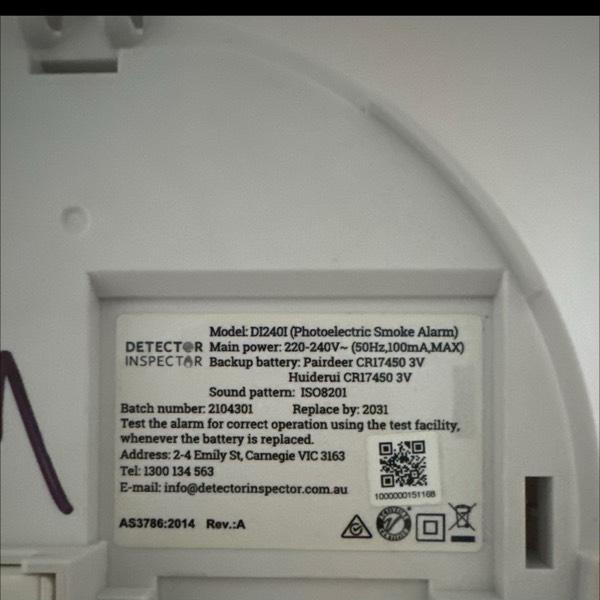 Model: DI240I (Photoelectric Smoke Alarm)
DETECTOR INSPECTOR
Main power: 220-240V~ (50Hz,100mA,MAX)
Backup battery: Pairdeer CR17450 3V
Huiderui CR17450 3V
Sound pattern: ISO8201
Batch number: 2104301 Replace by: 2031
Test the alarm for correct operation using the test facility,
whenever the battery is replaced.
Address: 2-4 Emily St, Carnegie VIC 3163
Tel: 1300 134 563
E-mail: info@detectorinspector.com.au
1000000151168
AS3786:2014 Rev.:A